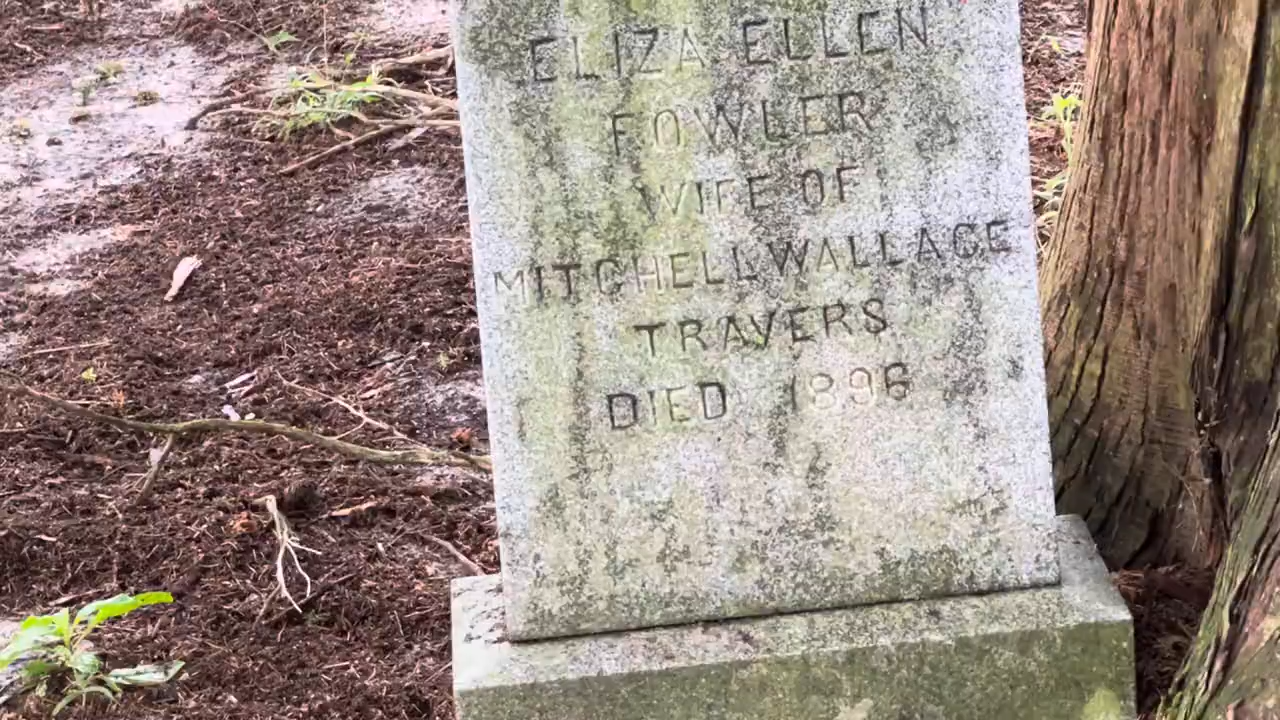 ELIZA ELLEN
FOWLER
WIFE OF
MITCHELL WALLACE
TRAVERS
DIED 1896